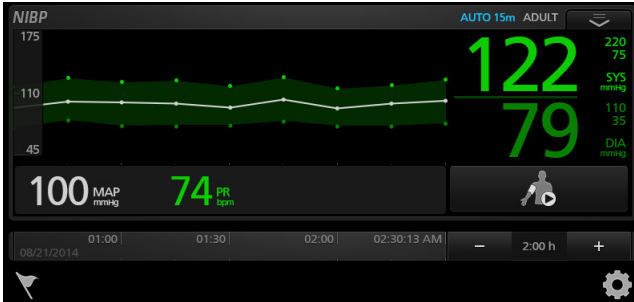 NIBP AUTO 15m ADULT
175
110
45
122
220
75
SYS
mmHg
79
110
35
DIA
mmHg
100 MAP mmHg 74 PR bpm
01:00 01:30 02:00 02:30:13 AM
08/21/2014
− 2:00 h +